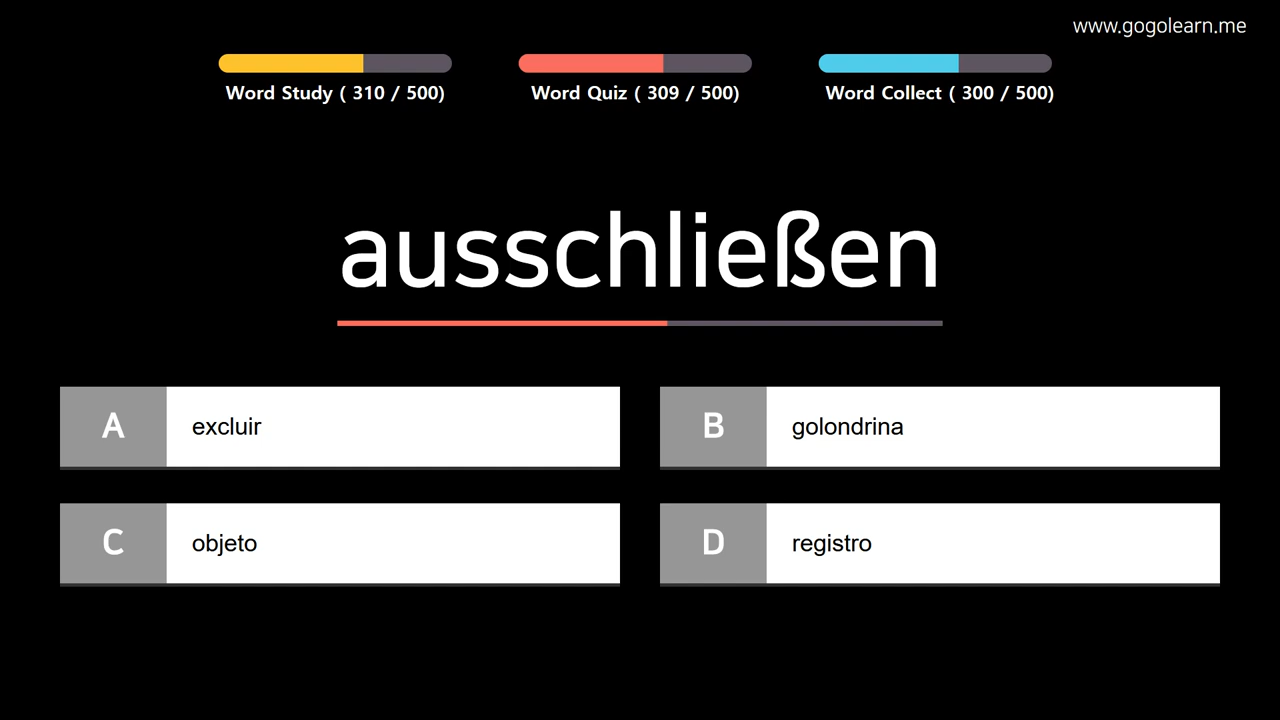 www.gogolearn.me
Word Study ( 310 / 500)
Word Quiz ( 309 / 500)
Word Collect ( 300 / 500)
ausschließen
A excluir
B golondrina
C objeto
D registro